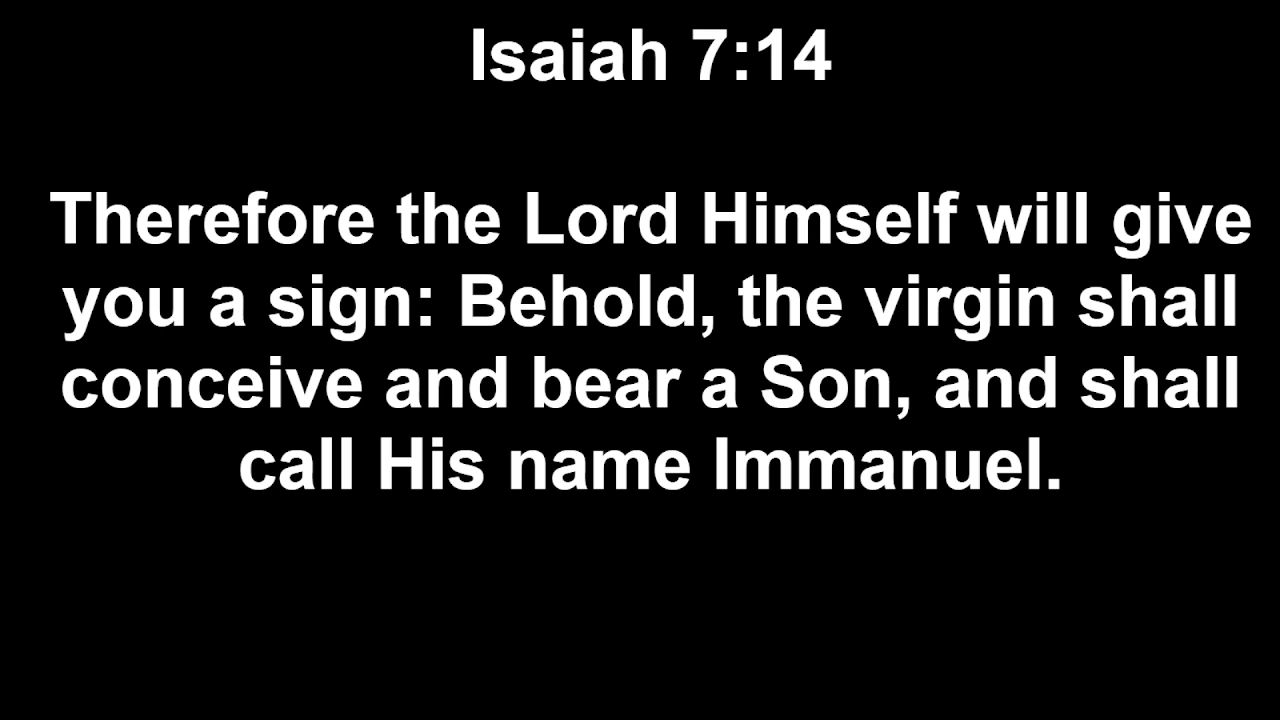 Isaiah 7:14
Therefore the Lord Himself will give
you a sign: Behold, the virgin shall
conceive and bear a Son, and shall
call His name Immanuel.